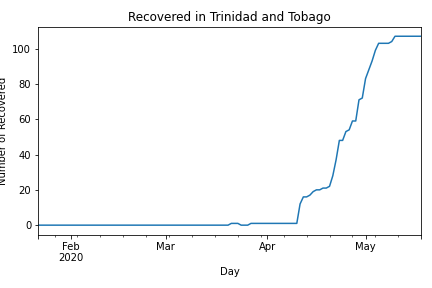 Recovered in Trinidad and Tobago
Number of Recovered
100
80
60
40
20
0
Feb
2020
Mar
Apr
May
Day